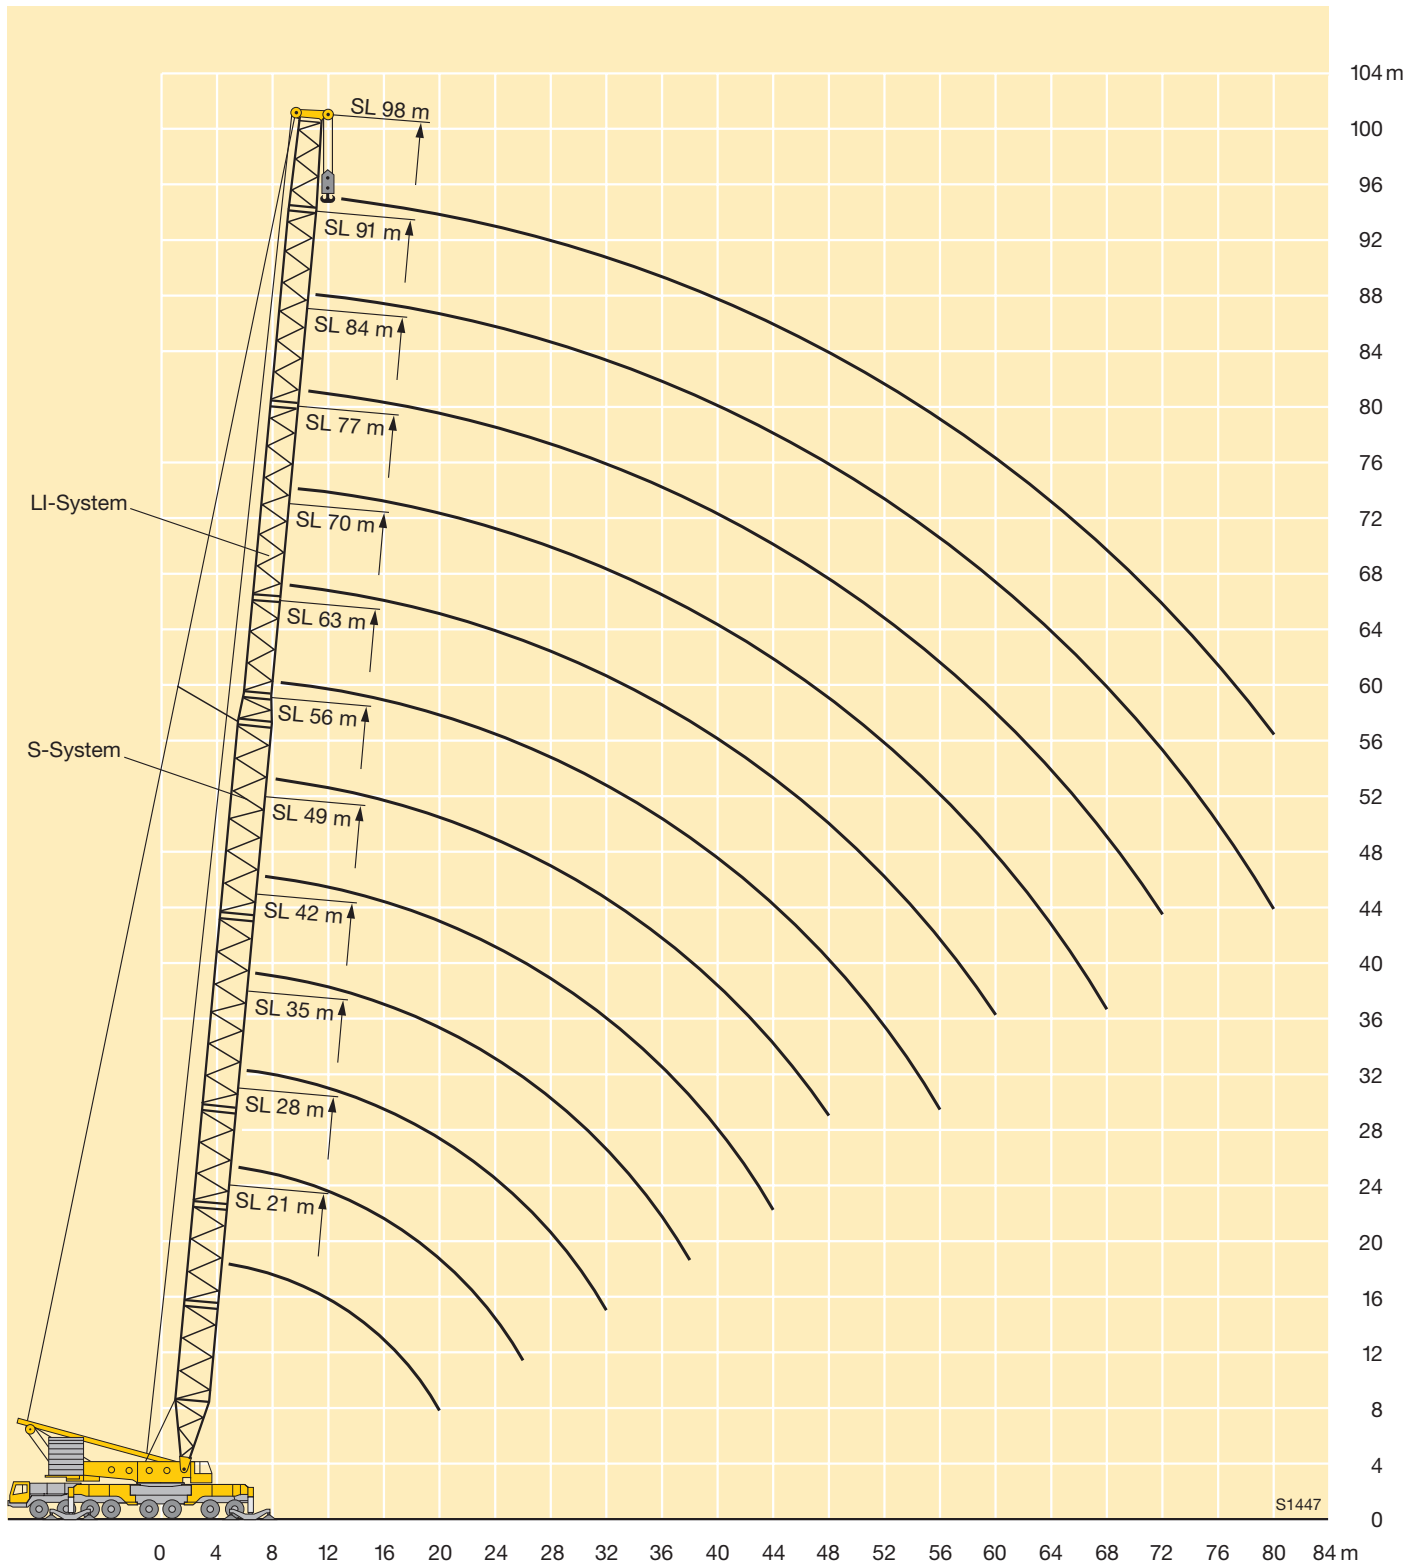 104 m
SL 98 m
100
96
SL 91 m
92
88
SL 84 m
84
80
SL 77 m
76
LI-System
SL 70 m
72
68
SL 63 m
64
60
SL 56 m
56
S-System
52
SL 49 m
48
SL 42 m
44
40
SL 35 m
36
32
SL 28 m
28
24
SL 21 m
20
16
12
8
4
S1447
0
0 4 8 12 16 20 24 28 32 36 40 44 48 52 56 60 64 68 72 76 80 84 m